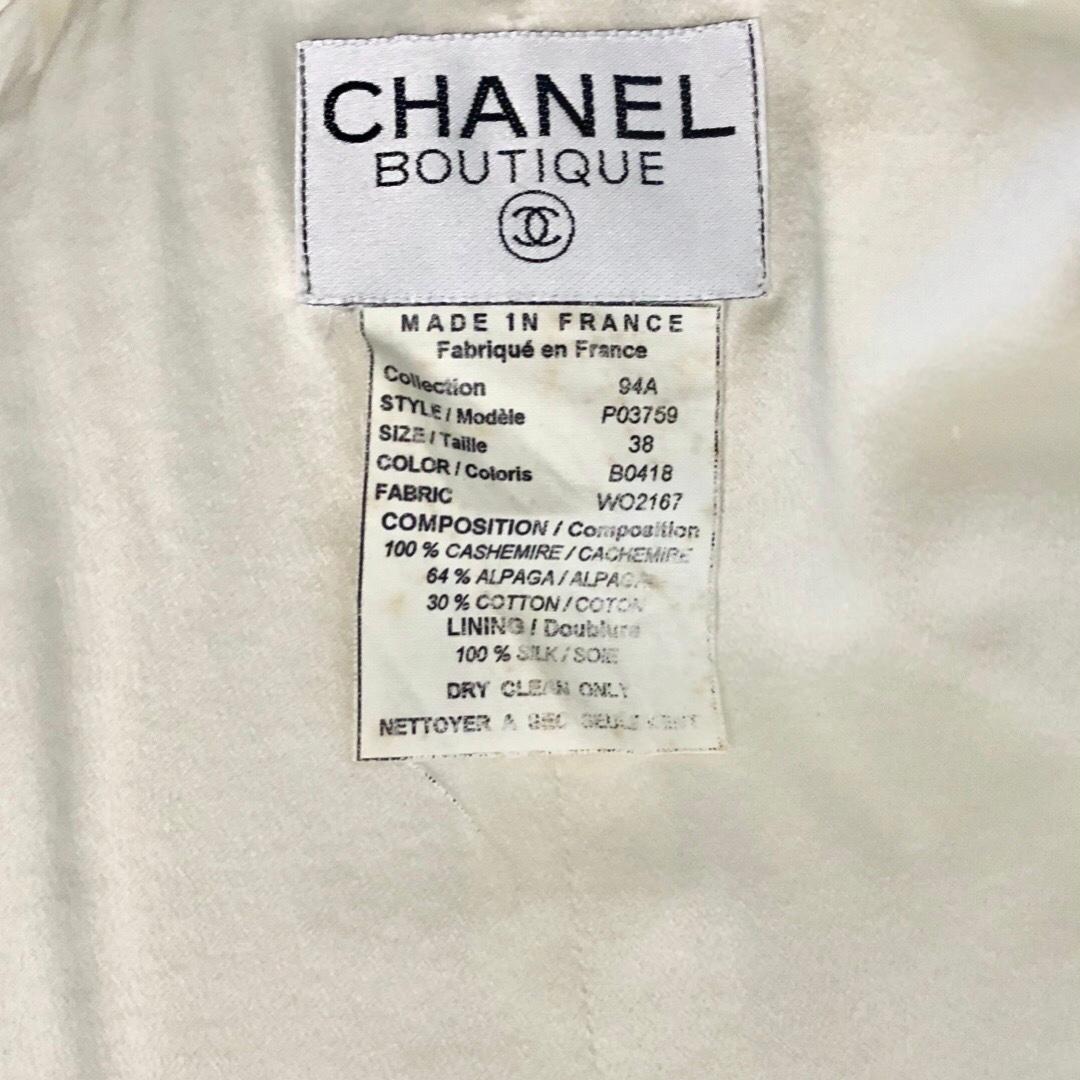 CHANEL
BOUTIQUE
MADE 1N FRANCE
Fabriqué en France
Collection 94A
STYLE / Modèle P03759
SIZE / Taille 38
COLOR / Coloris B0418
FABRIC WO2167
COMPOSITION / Composition
100 % CASHEMIRE / CACHEMIRE
64 % ALPAGA / ALPAGA
30 % COTTON / COTON
LINING / Doublure
100 % SILK / SOIE
DRY CLEAN ONLY
NETTOYER A SEC SEULEMENT